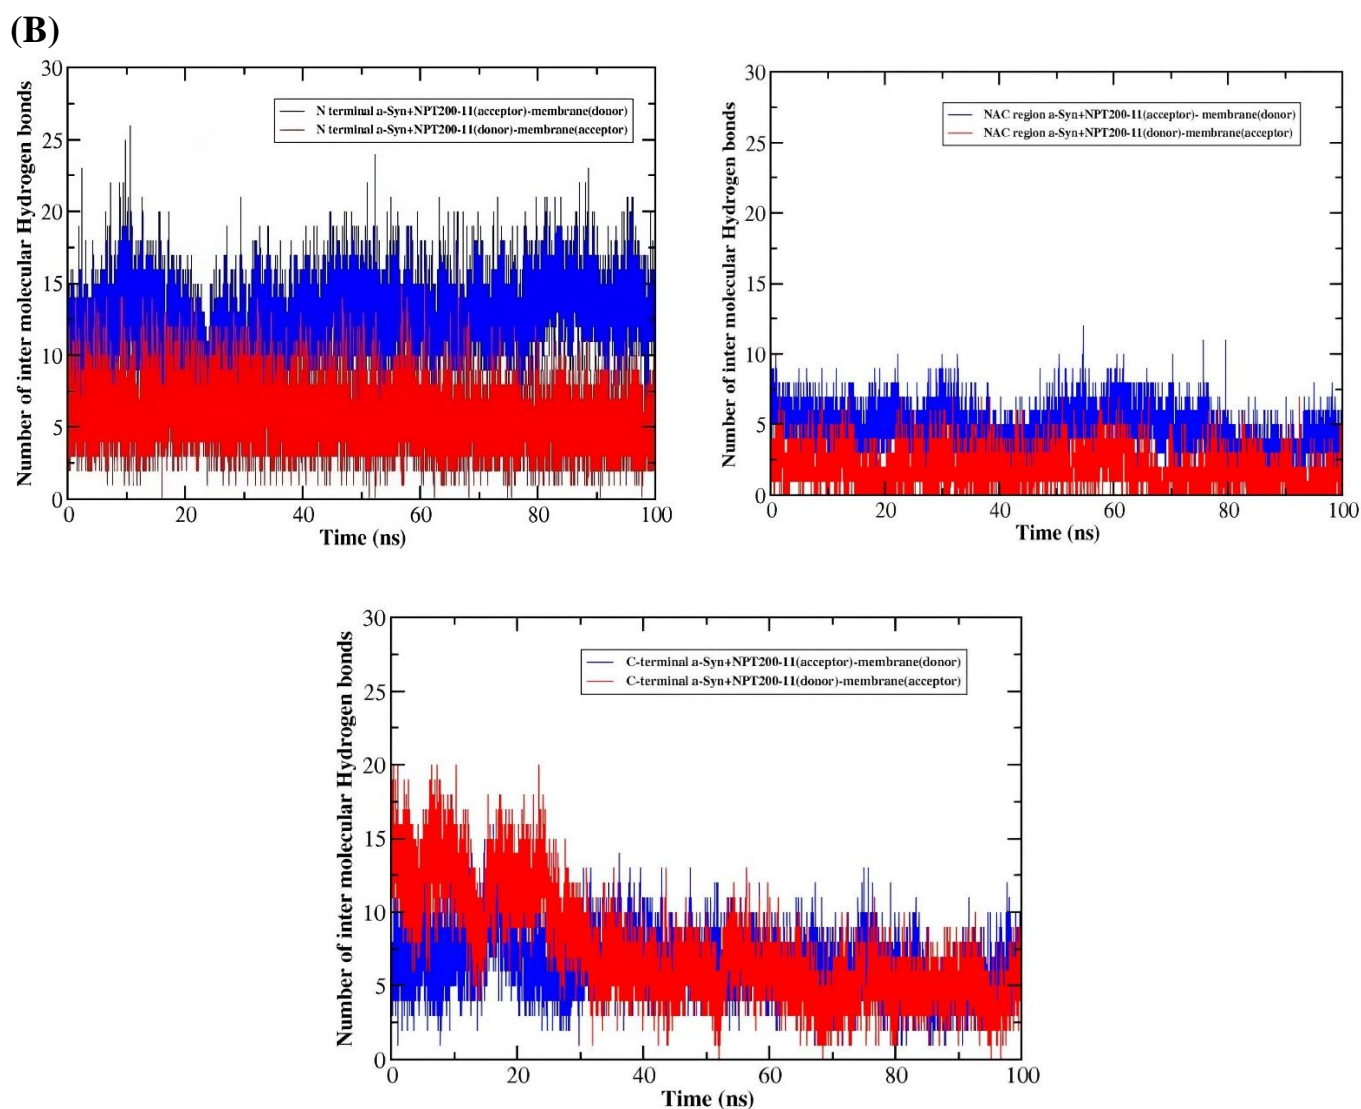 (B)
Number of inter molecular Hydrogen bonds
30
25
20
15
10
5
0
N terminal a-Syn+NPT200-11(acceptor)-membrane(donor)
N terminal a-Syn+NPT200-11(donor)-membrane(acceptor)
0 20 40 60 80 100
Time (ns)
Number of inter molecular Hydrogen bonds
30
25
20
15
10
5
0
NAC region a-Syn+NPT200-11(acceptor)- membrane(donor)
NAC region a-Syn+NPT200-11(donor)-membrane(acceptor)
0 20 40 60 80 100
Time (ns)
Number of inter molecular Hydrogen bonds
30
25
20
15
10
5
0
C-terminal a-Syn+NPT200-11(acceptor)-membrane(donor)
C-terminal a-Syn+NPT200-11(donor)-membrane(acceptor)
0 20 40 60 80 100
Time (ns)